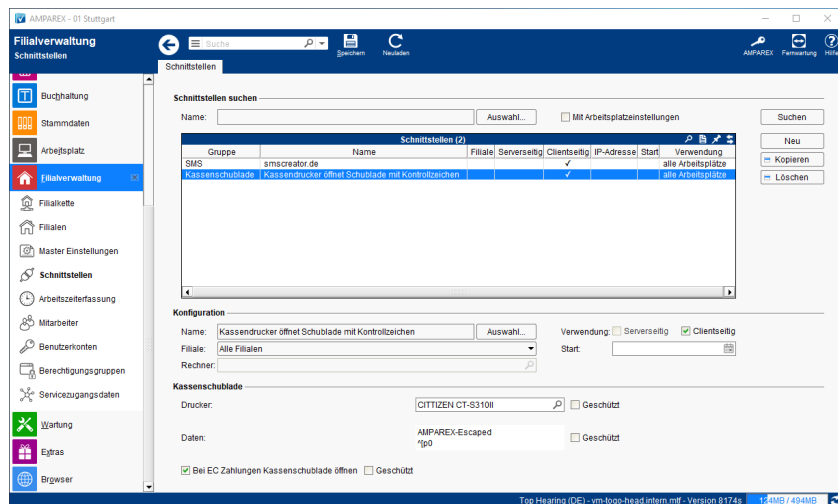 AMPAREX - 01 Stuttgart
Filialverwaltung
Schnittstellen
Suche
Speichern
Neuladen
AMPAREX
Fernwartung
Hilfe
Schnittstellen
Buchhaltung
Stammdaten
Arbeitsplatz
Filialverwaltung
Filialkette
Filialen
Master Einstellungen
Schnittstellen
Arbeitszeiterfassung
Mitarbeiter
Benutzerkonten
Berechtigungsgruppen
Servicezugangsdaten
Wartung
Extras
Browser
Schnittstellen suchen
Name: Auswahl... Mit Arbeitsplatzeinstellungen Suchen
Schnittstellen (2)
Neu
Kopieren
Löschen
Gruppe Name Filiale Serverseitig Clientseitig IP-Adresse Start Verwendung
SMS smscreator.de ✓ alle Arbeitsplätze
Kassenschublade Kassendrucker öffnet Schublade mit Kontrollzeichen ✓ alle Arbeitsplätze
Konfiguration
Name: Kassendrucker öffnet Schublade mit Kontrollzeichen Auswahl... Verwendung: Serverseitig Clientseitig
Filiale: Alle Filialen Start:
Rechner:
Kassenschublade
Drucker: CITTIZEN CT-S310II Geschützt
Daten: AMPAREX-Escaped Geschützt
^[p0
Bei EC Zahlungen Kassenschublade öffnen Geschützt
Top Hearing (DE) - vm-togo-head.intern.mtf - Version 8174s 124MB / 494MB